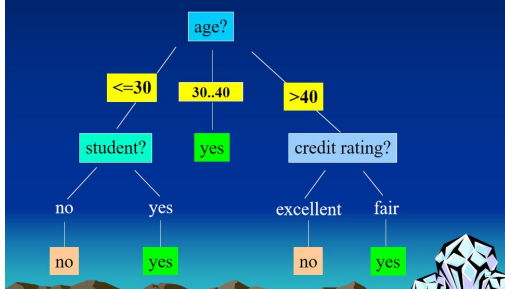 age?
<=30
30..40
>40
student?
yes
credit rating?
no
yes
excellent
fair
no
yes
no
yes